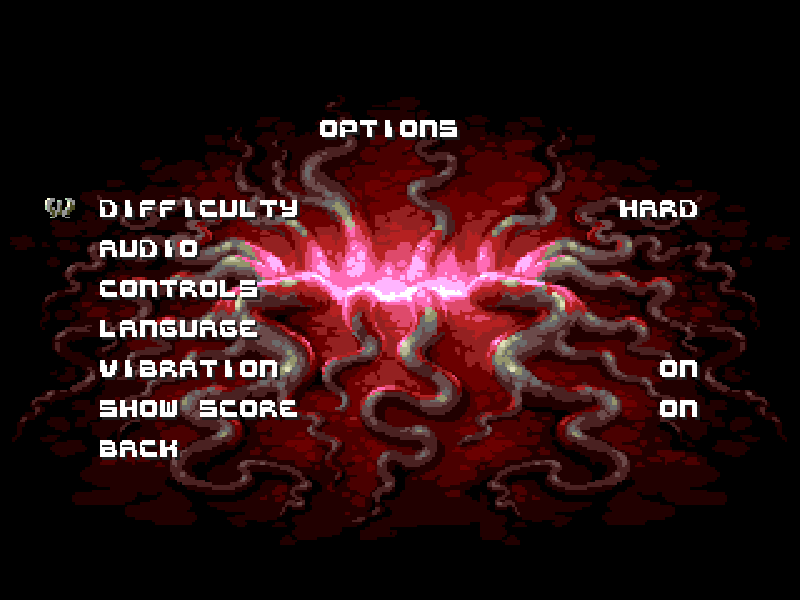 OPTIONS
DIFFICULTY HARD
AUDIO
CONTROLS
LANGUAGE
VIBRATION ON
SHOW SCORE ON
BACK